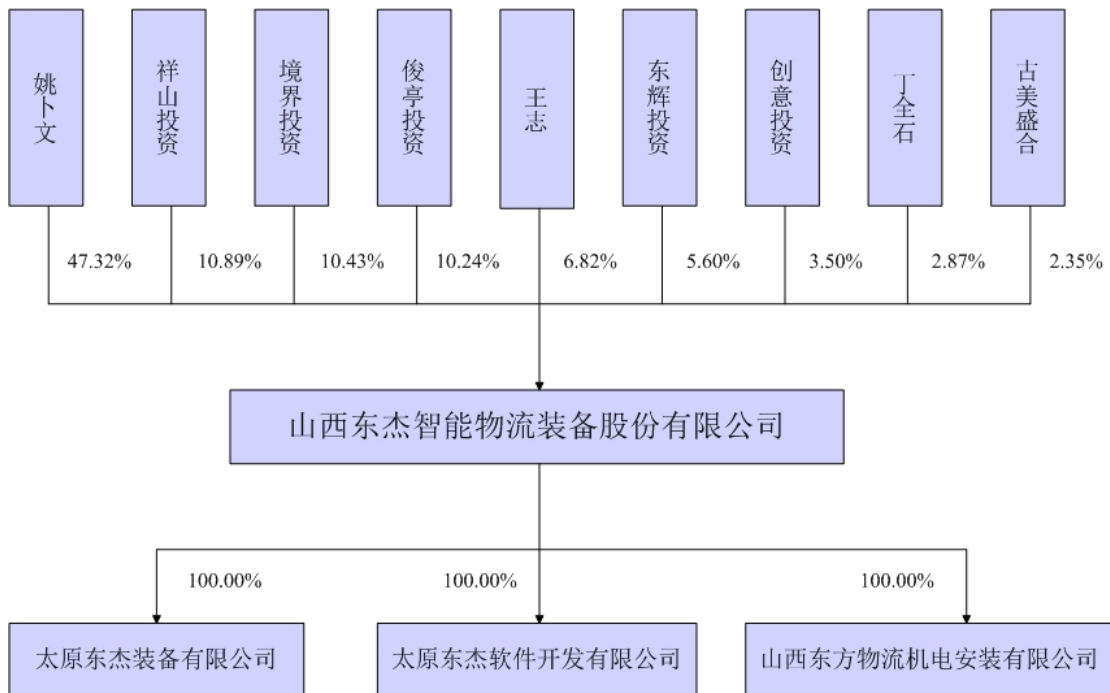 姚卜文
祥山投资
境界投资
俊亭投资
王志
东辉投资
创意投资
丁全石
古美盛合
47.32%
10.89%
10.43%
10.24%
6.82%
5.60%
3.50%
2.87%
2.35%
山西东杰智能物流装备股份有限公司
100.00%
100.00%
100.00%
太原东杰装备有限公司
太原东杰软件开发有限公司
山西东方物流机电安装有限公司